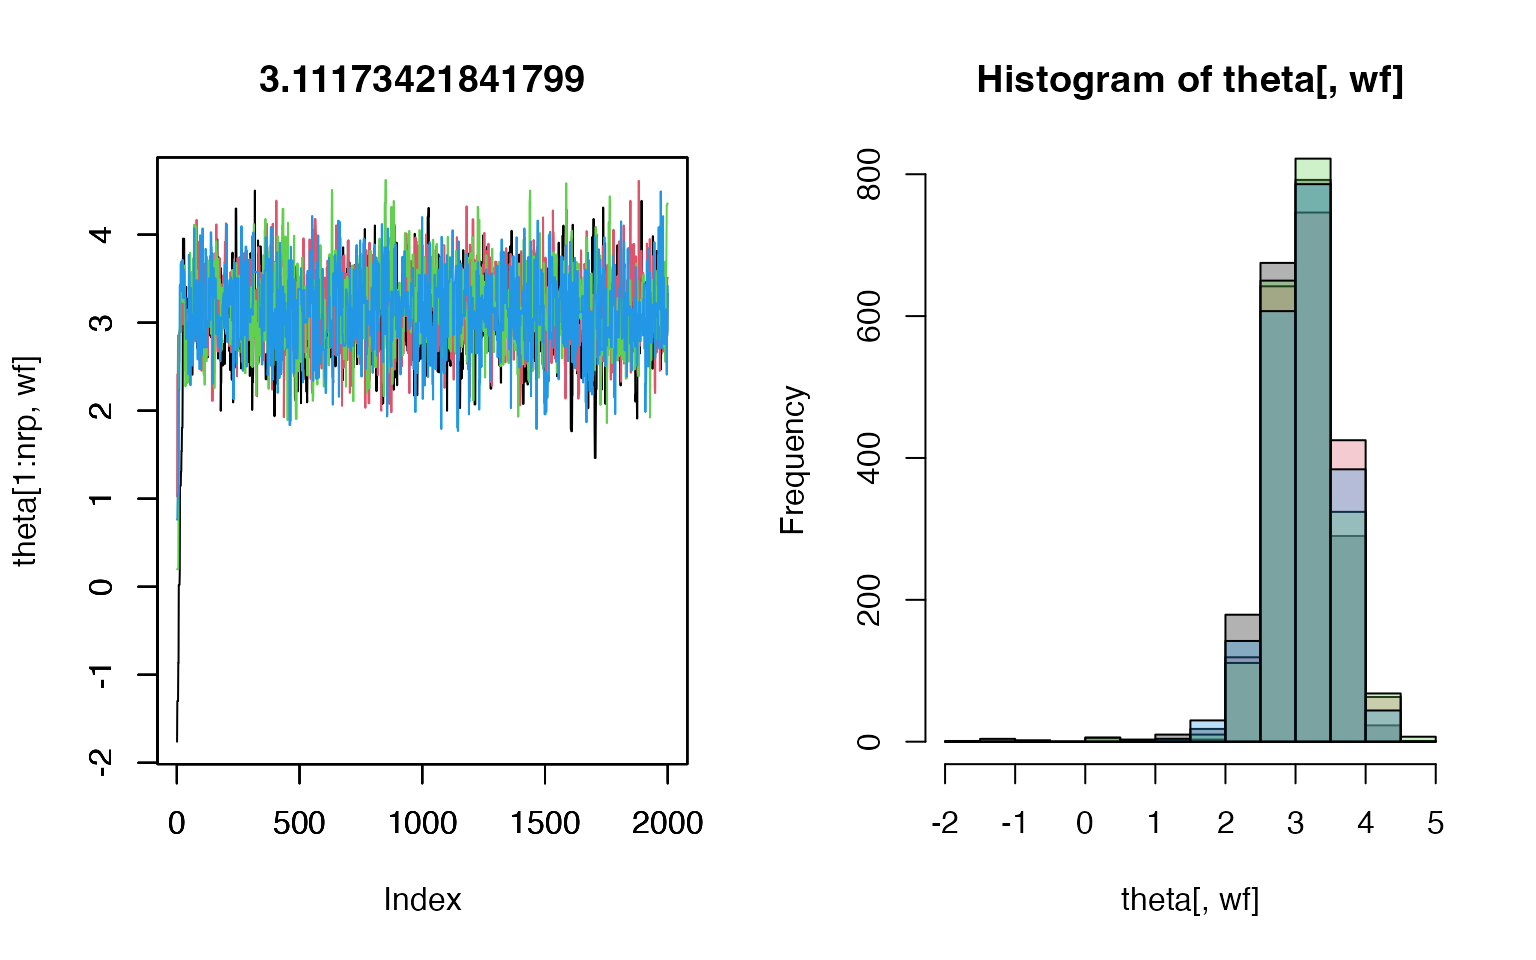 3.11173421841799
theta[1:nrp, wf]
4
3
2
1
0
-1
-2
0 500 1000 1500 2000
Index
Histogram of theta[, wf]
Frequency
800
600
400
200
0
-2 -1 0 1 2 3 4 5
theta[, wf]